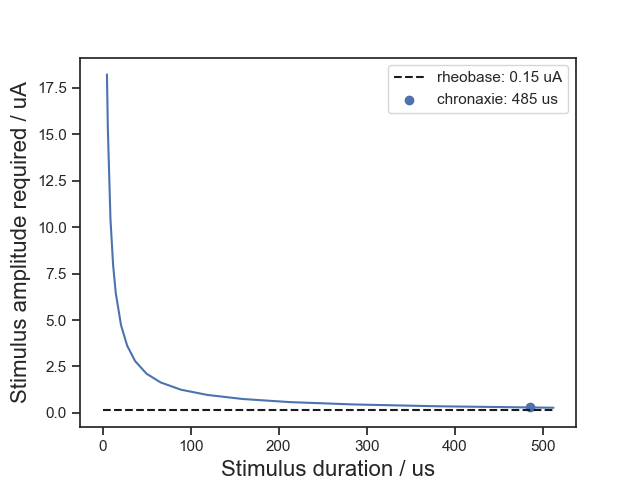 rheobase: 0.15 uA
chronaxie: 485 us
Stimulus amplitude required / uA
17.5
15.0
12.5
10.0
7.5
5.0
2.5
0.0
0 100 200 300 400 500
Stimulus duration / us